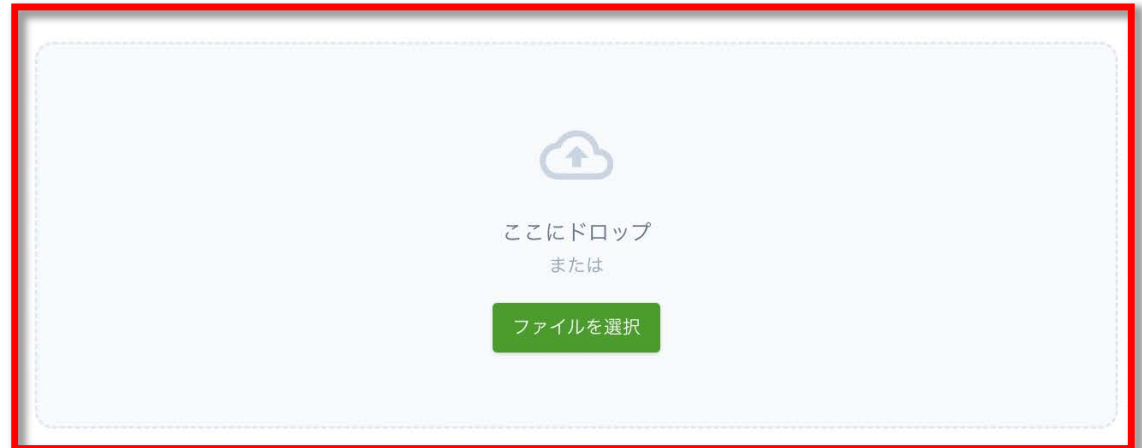 ここにドロップ
または
ファイルを選択